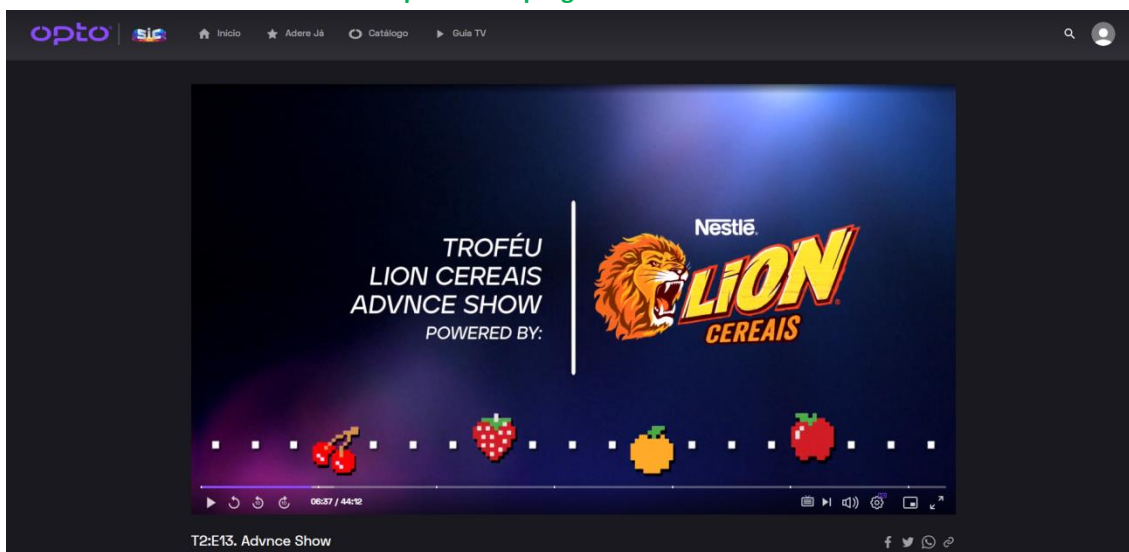 opto sic Início Adere Já Catálogo Guia TV
TROFÉU
LION CEREAIS
ADVNCE SHOW
POWERED BY:
Nestlé.
LION
CEREAIS
06:37 / 44:12
T2:E13. Advnce Show